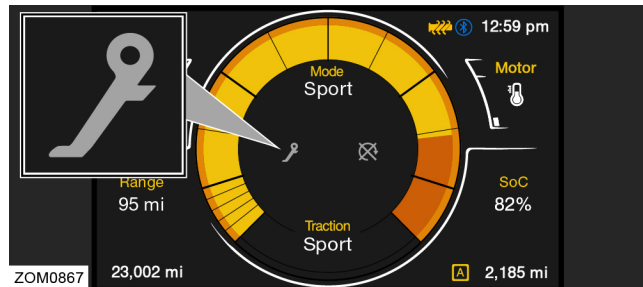 12:59 pm
Mode
Sport
Motor
Range
95 mi
SoC
82%
Traction
Sport
23,002 mi
A 2,185 mi
ZOM0867